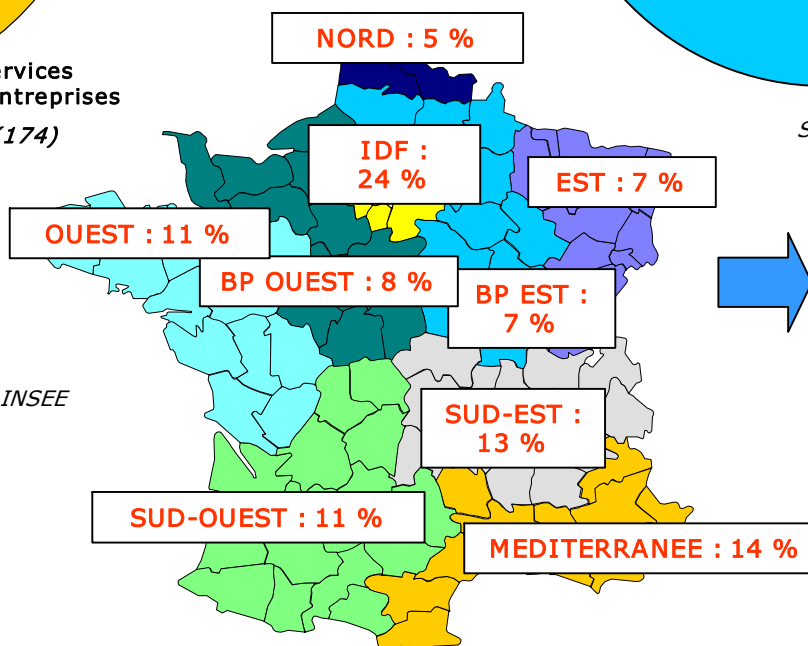 NORD : 5 %
ervices
ntreprises
(174)
IDF :
24 %
EST : 7 %
OUEST : 11 %
BP OUEST : 8 %
BP EST :
7 %
INSEE
SUD-EST :
13 %
SUD-OUEST : 11 %
MEDITERRANEE : 14 %